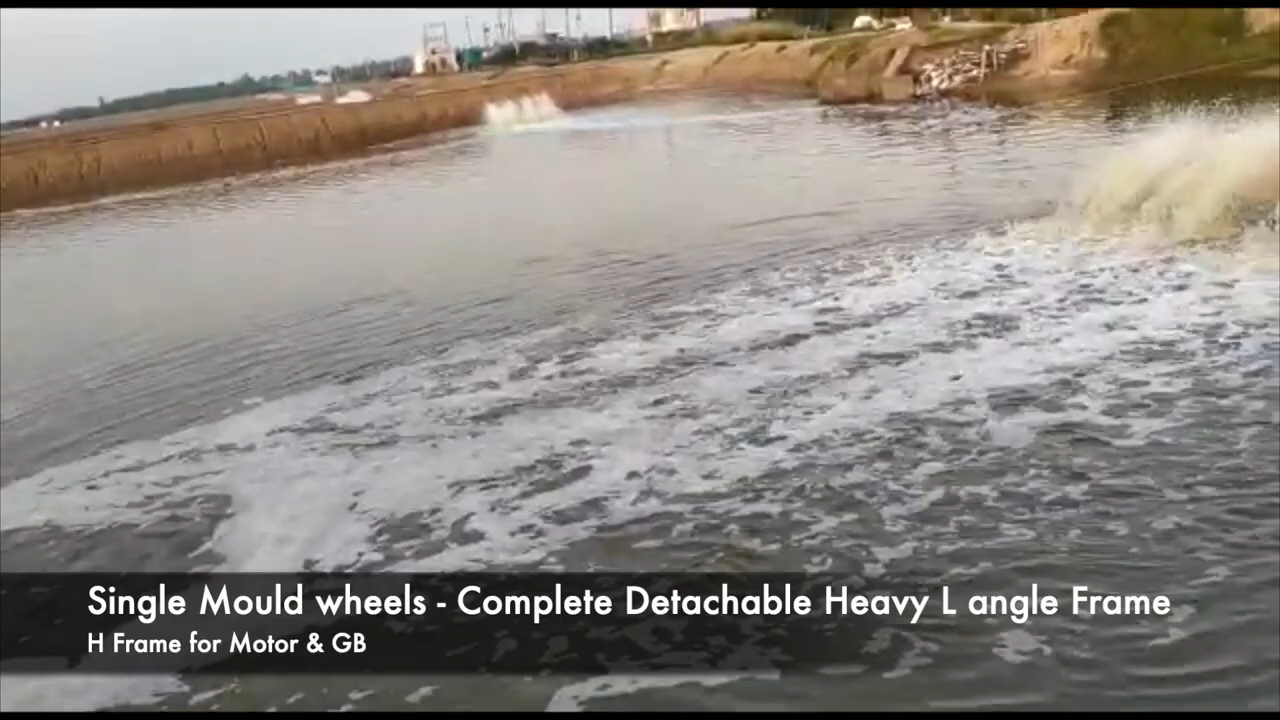 Single Mould wheels - Complete Detachable Heavy L angle Frame
H Frame for Motor & GB